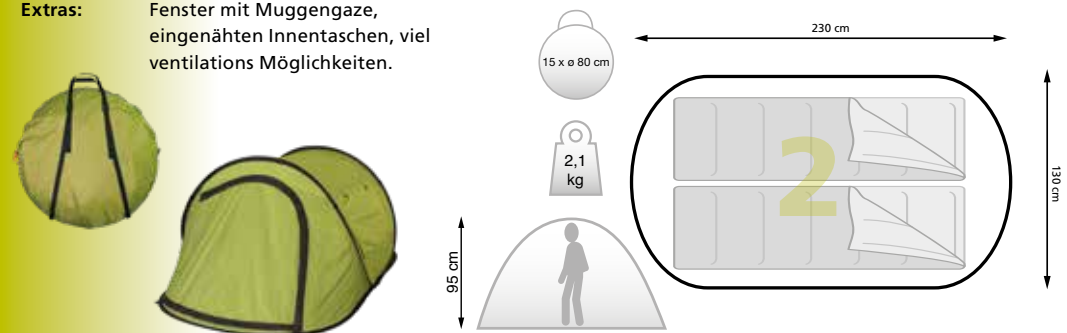 Extras: Fenster mit Muggengaze,
eingenähten Innentaschen, viel
ventilations Möglichkeiten.
15 x ø 80 cm
2,1
kg
95 cm
230 cm
2
130 cm